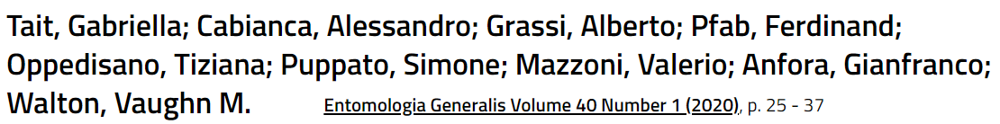 Tait, Gabriella; Cabianca, Alessandro; Grassi, Alberto; Pfab, Ferdinand;
Oppedisano, Tiziana; Puppato, Simone; Mazzoni, Valerio; Anfora, Gianfranco;
Walton, Vaughn M. Entomologia Generalis Volume 40 Number 1 (2020), p. 25 - 37